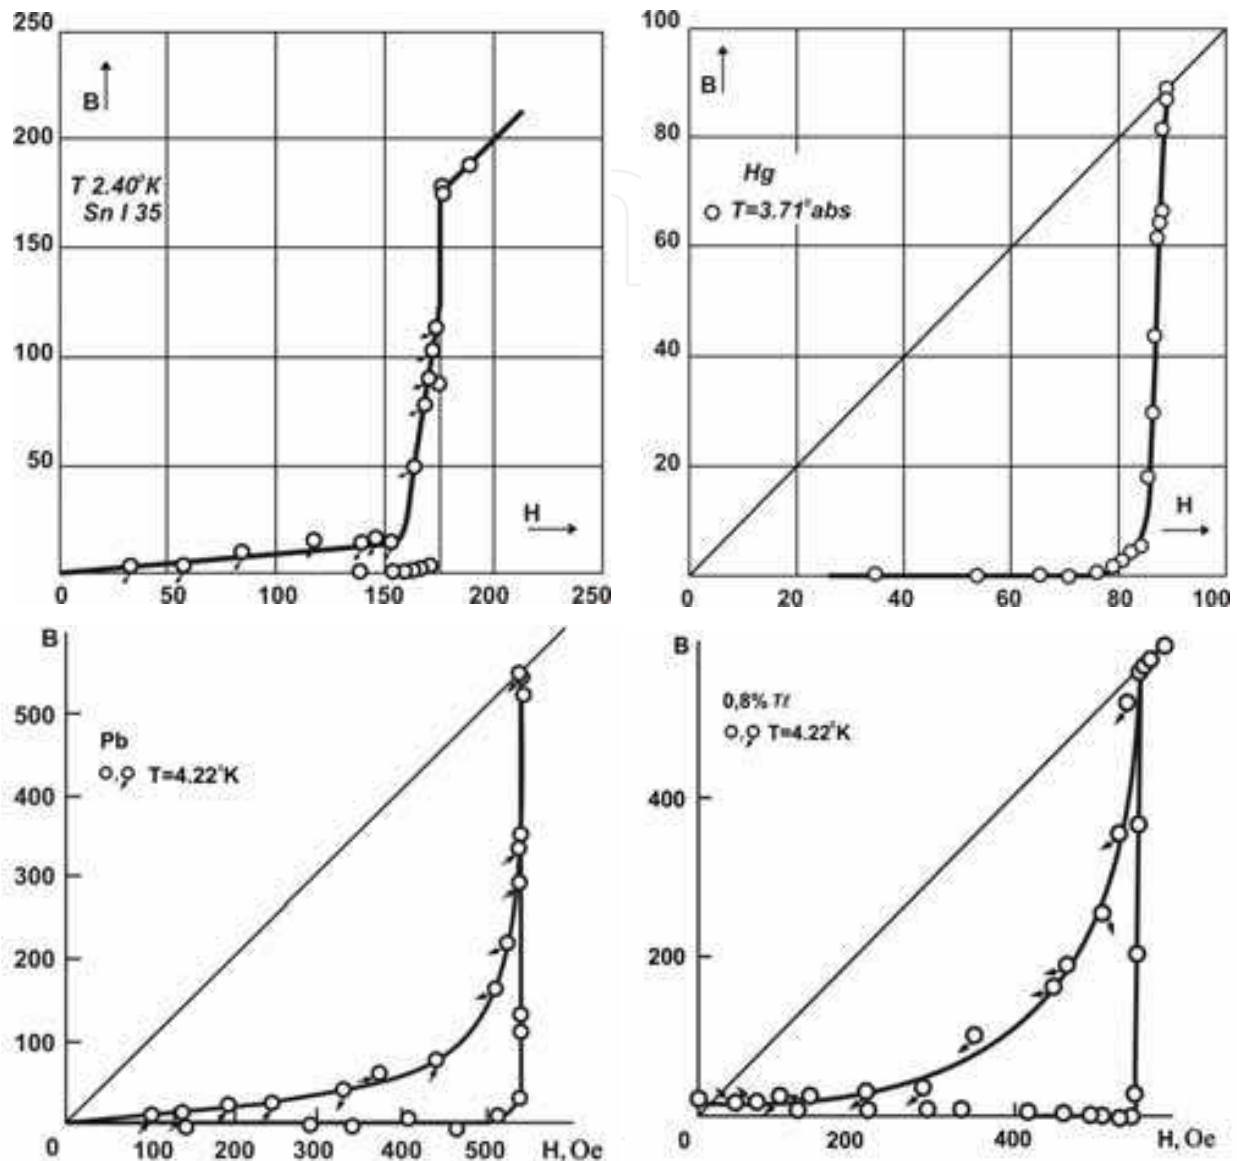 250
200
150
100
50
0 50 100 150 200 250
B
T 2.40°K
Sn I 35
H
100
80
60
40
20
0 20 40 60 80 100
B
Hg
T=3.71°abs
H
B
500
400
300
200
100
0
100 200 300 400 500 H, Oe
Pb
, T=4.22°K
B
400
200
0 200 400 H, Oe
0,8% Tℓ
, T=4.22°K